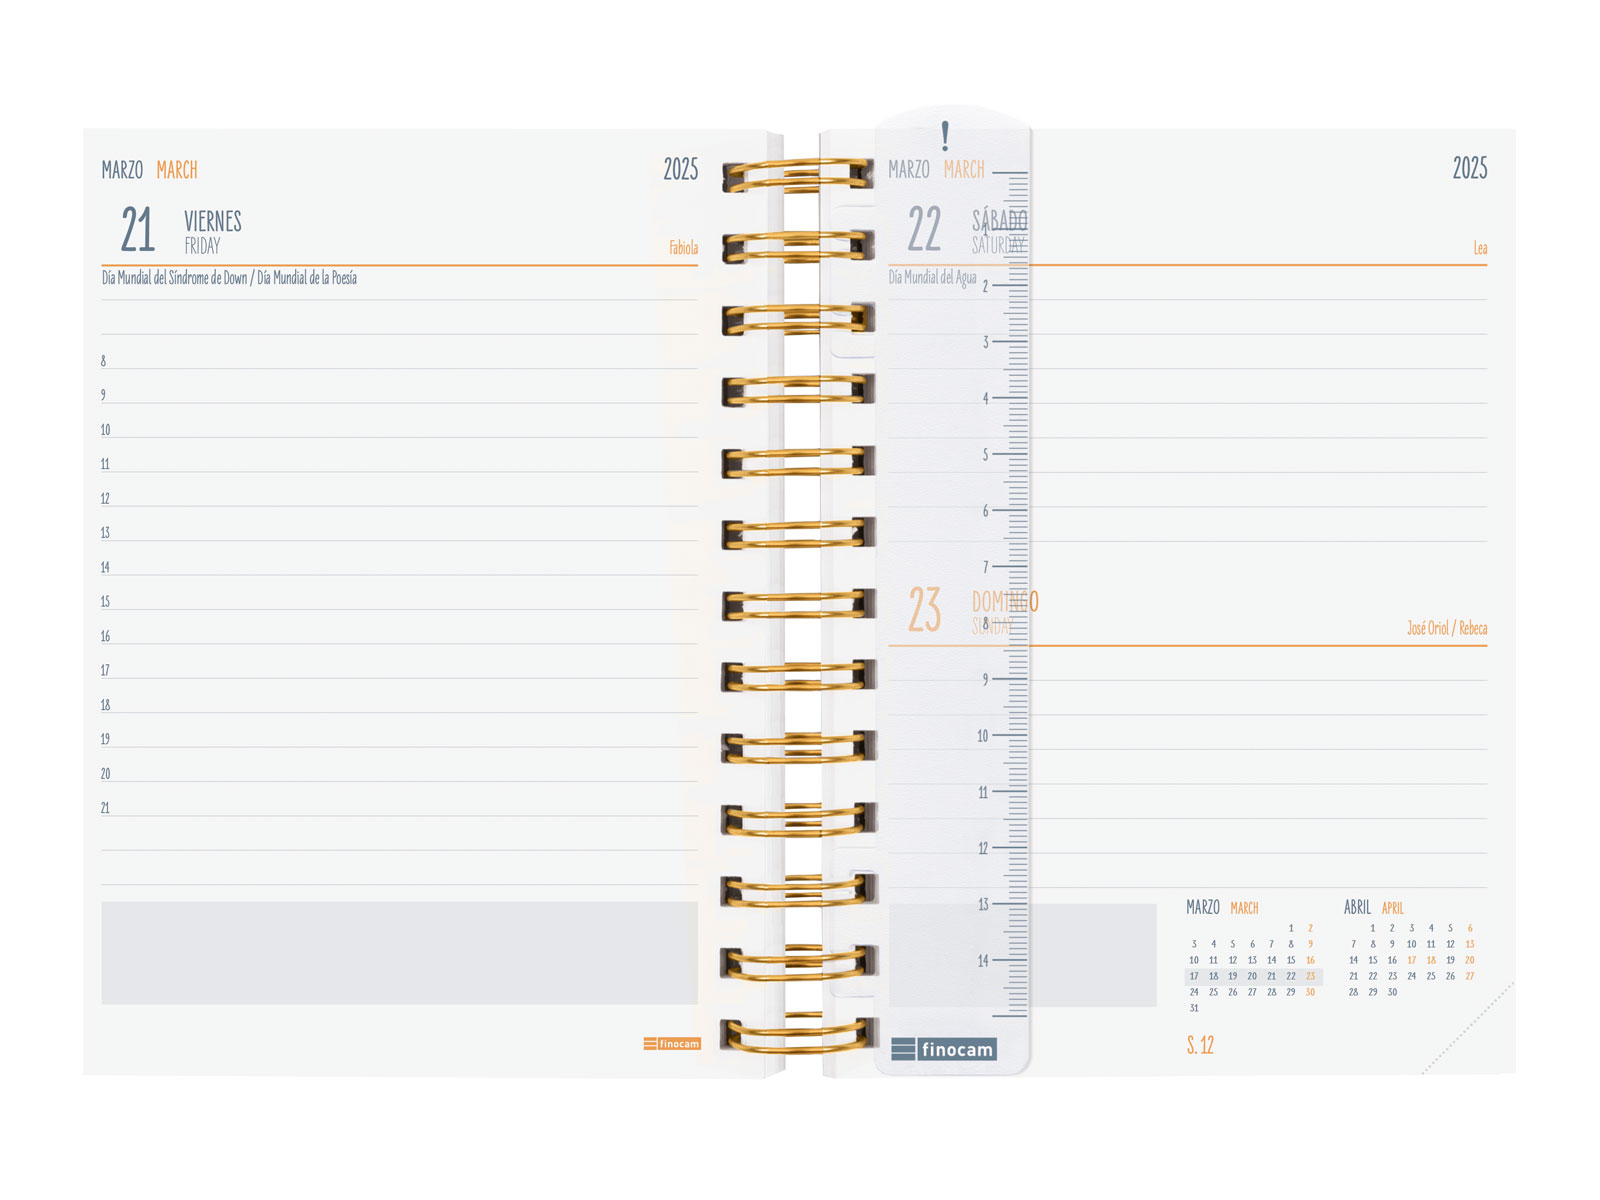 MARZO MARCH 2025
21 VIERNES
FRIDAY
Fabiola
Día Mundial del Síndrome de Down / Día Mundial de la Poesía
8
9
10
11
12
13
14
15
16
17
18
19
20
21
finocam
!
MARZO MARCH 2025
22 SÁBADO
SATURDAY
Lea
Día Mundial del Agua
1
2
3
4
5
6
7
23 DOMINGO
SUNDAY
José Oriol / Rebeca
8
9
10
11
12
13
14
finocam
MARZO MARCH
1 2
3 4 5 6 7 8 9
10 11 12 13 14 15 16
17 18 19 20 21 22 23
24 25 26 27 28 29 30
31
ABRIL APRIL
1 2 3 4 5 6
7 8 9 10 11 12 13
14 15 16 17 18 19 20
21 22 23 24 25 26 27
28 29 30
S. 12